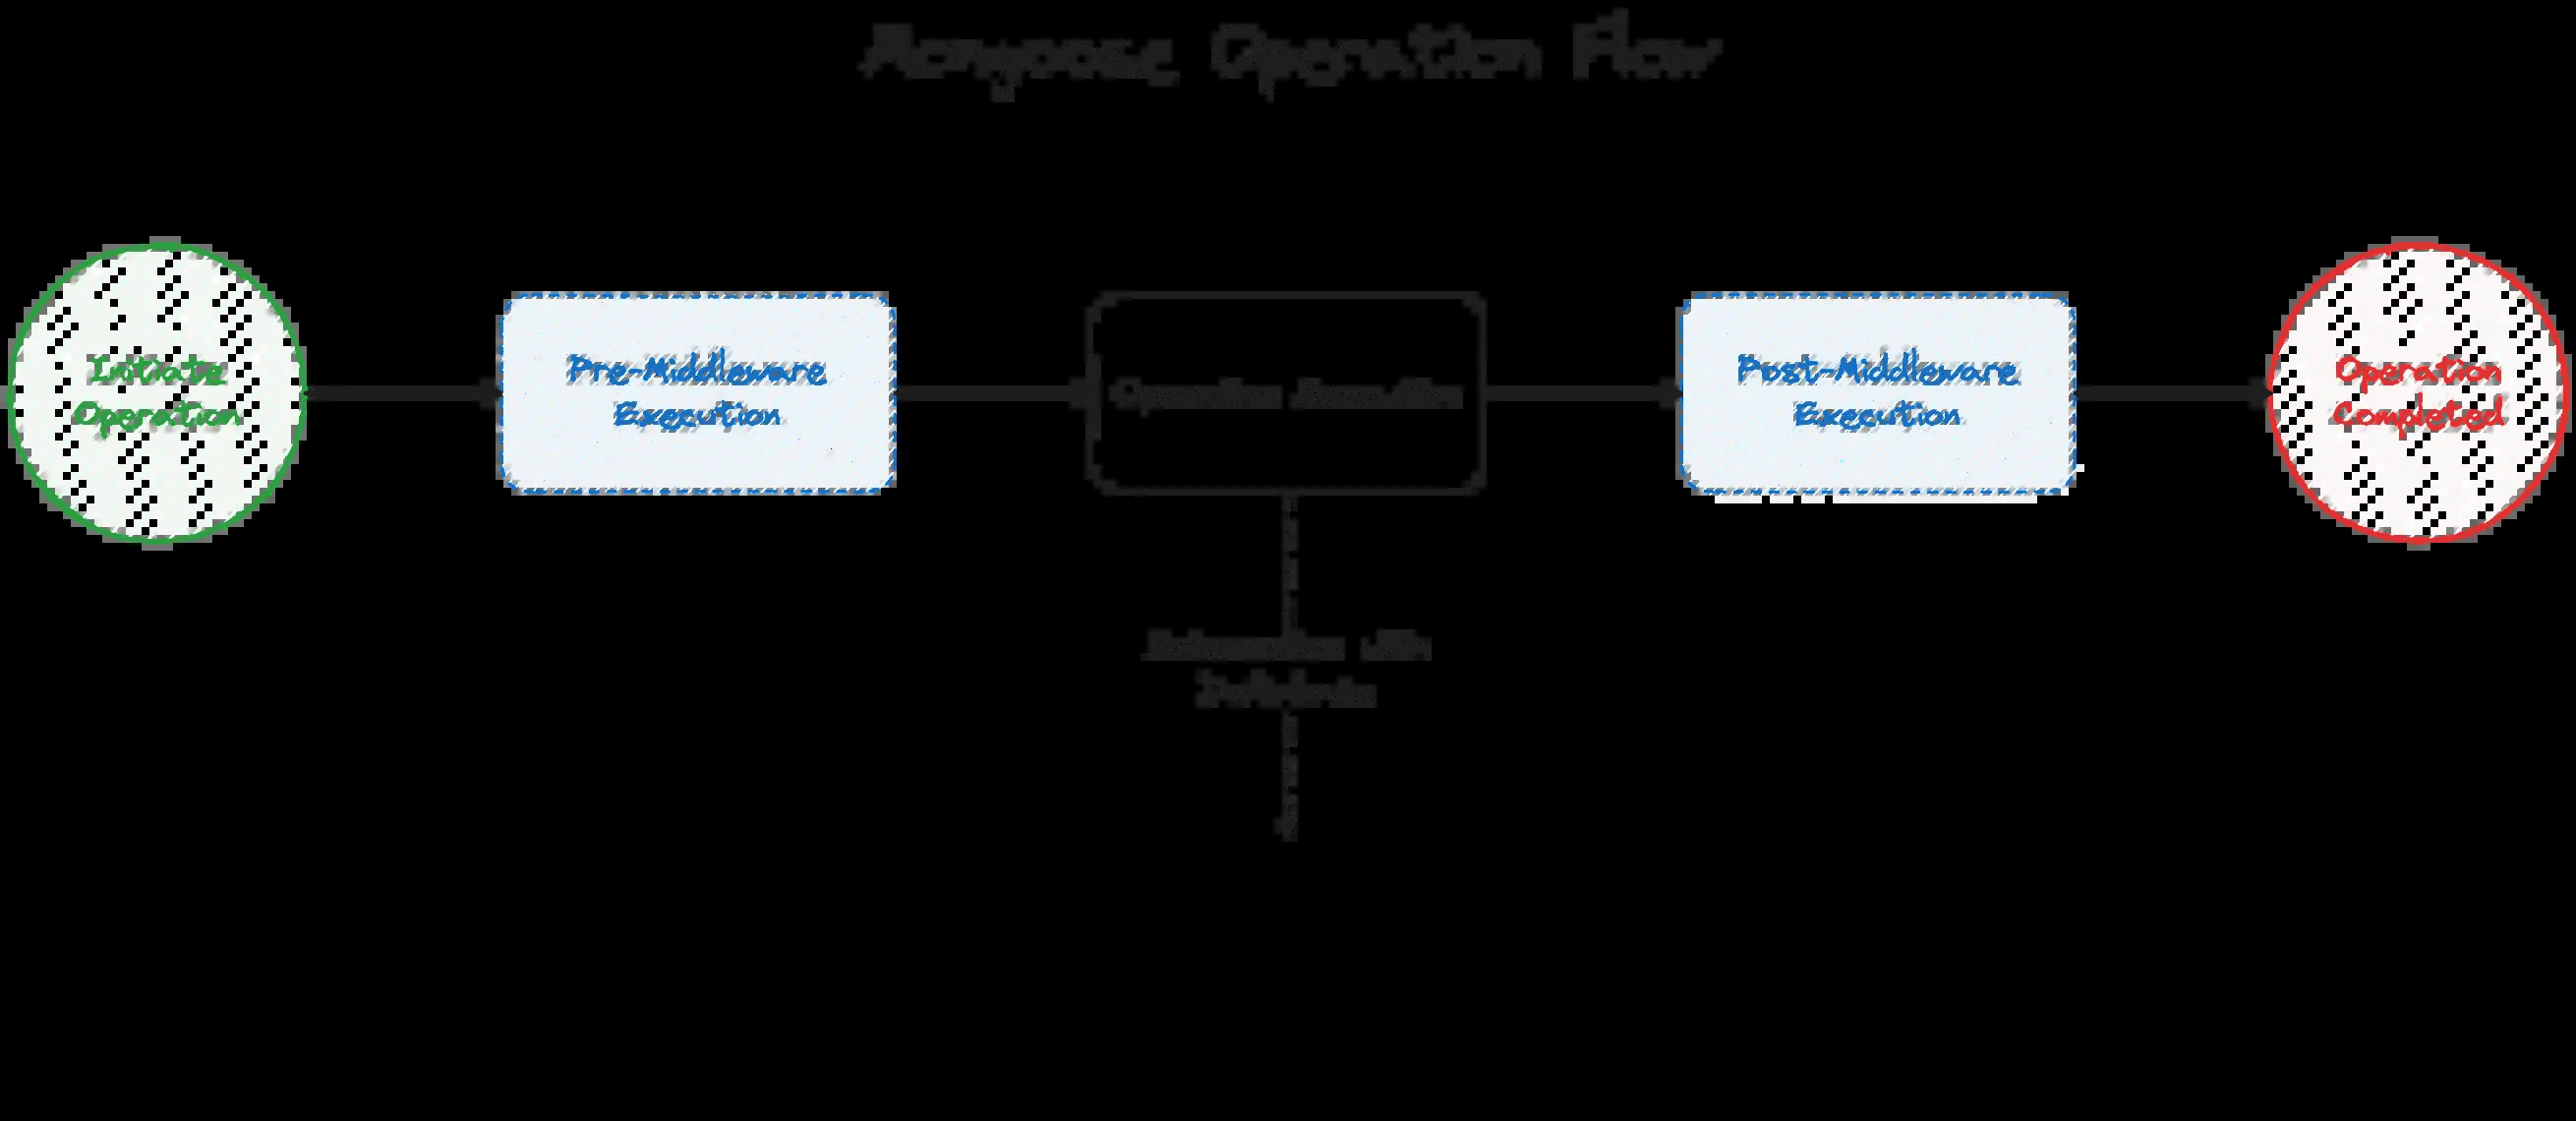 Mongoose Operation Flow
Initiate
Operation
Pre-Middleware
Execution
Operation Execution
Interaction with
Database
Post-Middleware
Execution
Operation
Completed